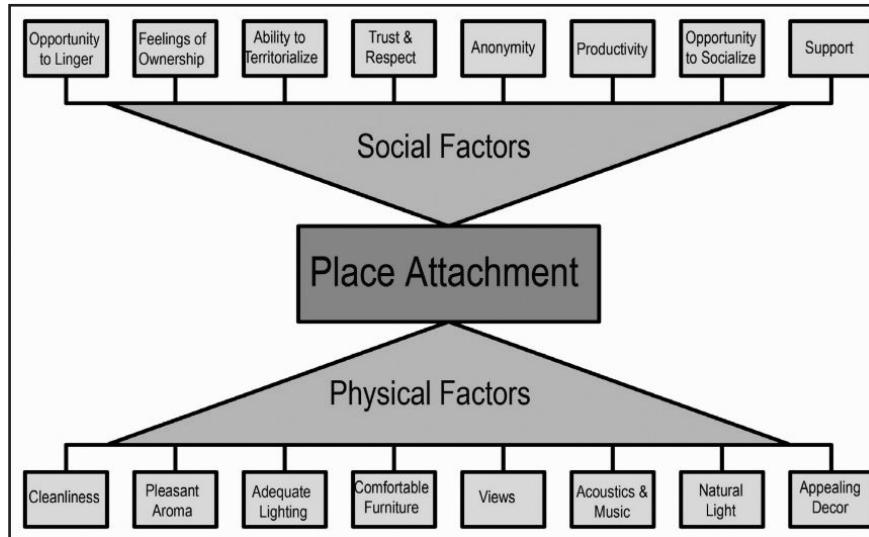 Opportunity
to Linger
Feelings of
Ownership
Ability to
Territorialize
Trust &
Respect
Anonymity
Productivity
Opportunity
to Socialize
Support
Social Factors
Place Attachment
Physical Factors
Cleanliness
Pleasant
Aroma
Adequate
Lighting
Comfortable
Furniture
Views
Acoustics &
Music
Natural
Light
Appealing
Decor